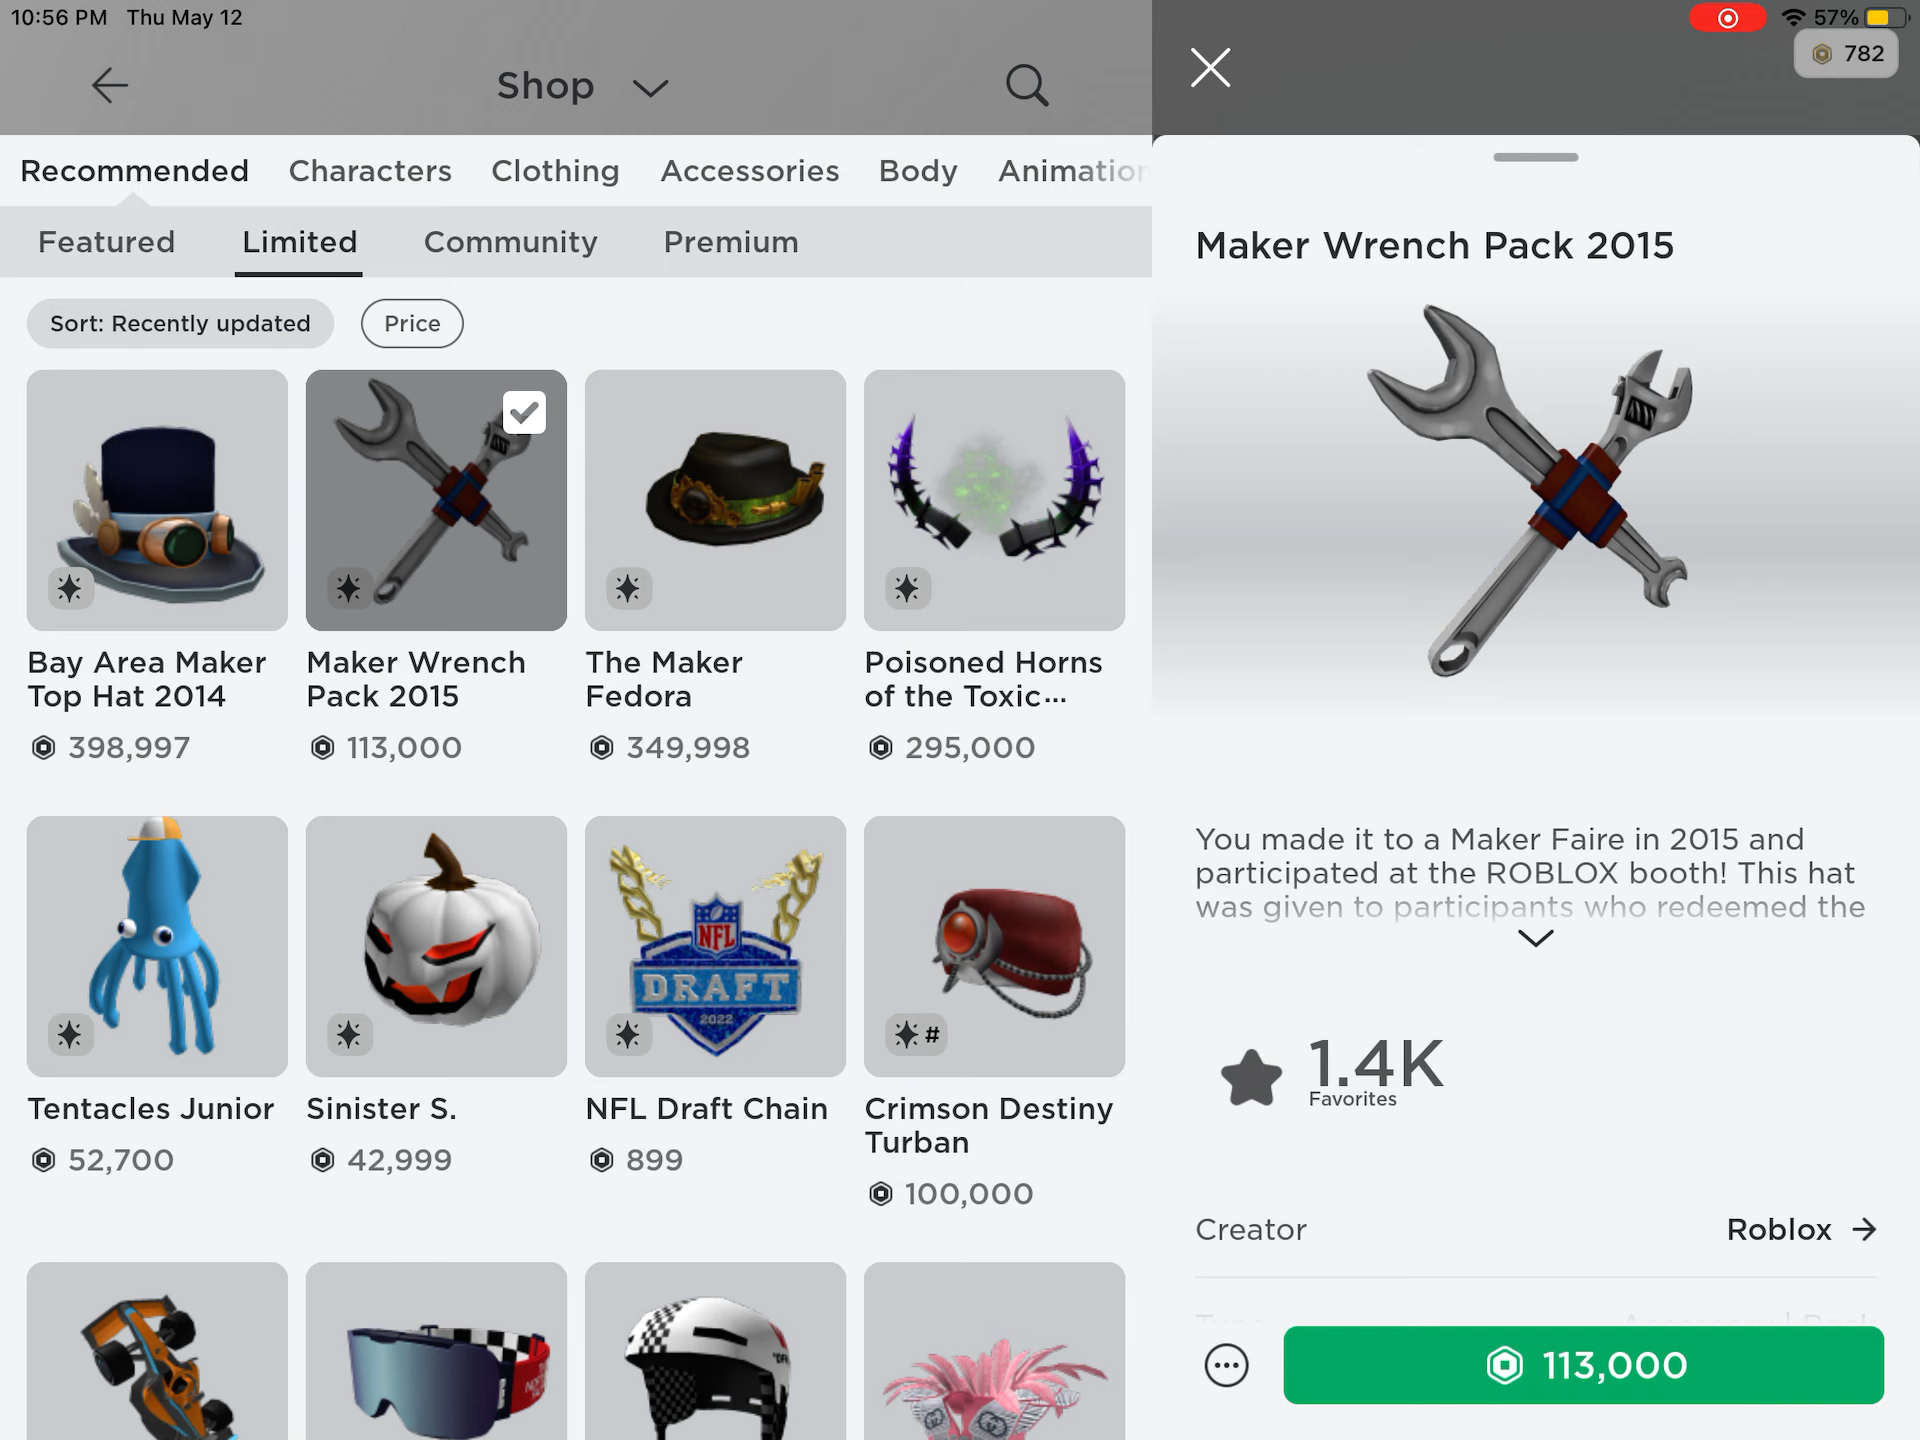 10:56 PM Thu May 12
57%
782
Shop
Recommended Characters Clothing Accessories Body Animation
Featured Limited Community Premium
Sort: Recently updated
Price
Bay Area Maker
Top Hat 2014
398,997
Maker Wrench
Pack 2015
113,000
The Maker
Fedora
349,998
Poisoned Horns
of the Toxic...
295,000
NFL
DRAFT
2022
#
Tentacles Junior
52,700
Sinister S.
42,999
NFL Draft Chain
899
Crimson Destiny
Turban
100,000
Maker Wrench Pack 2015
You made it to a Maker Faire in 2015 and
participated at the ROBLOX booth! This hat
was given to participants who redeemed the
1.4K
Favorites
Creator
Roblox
113,000